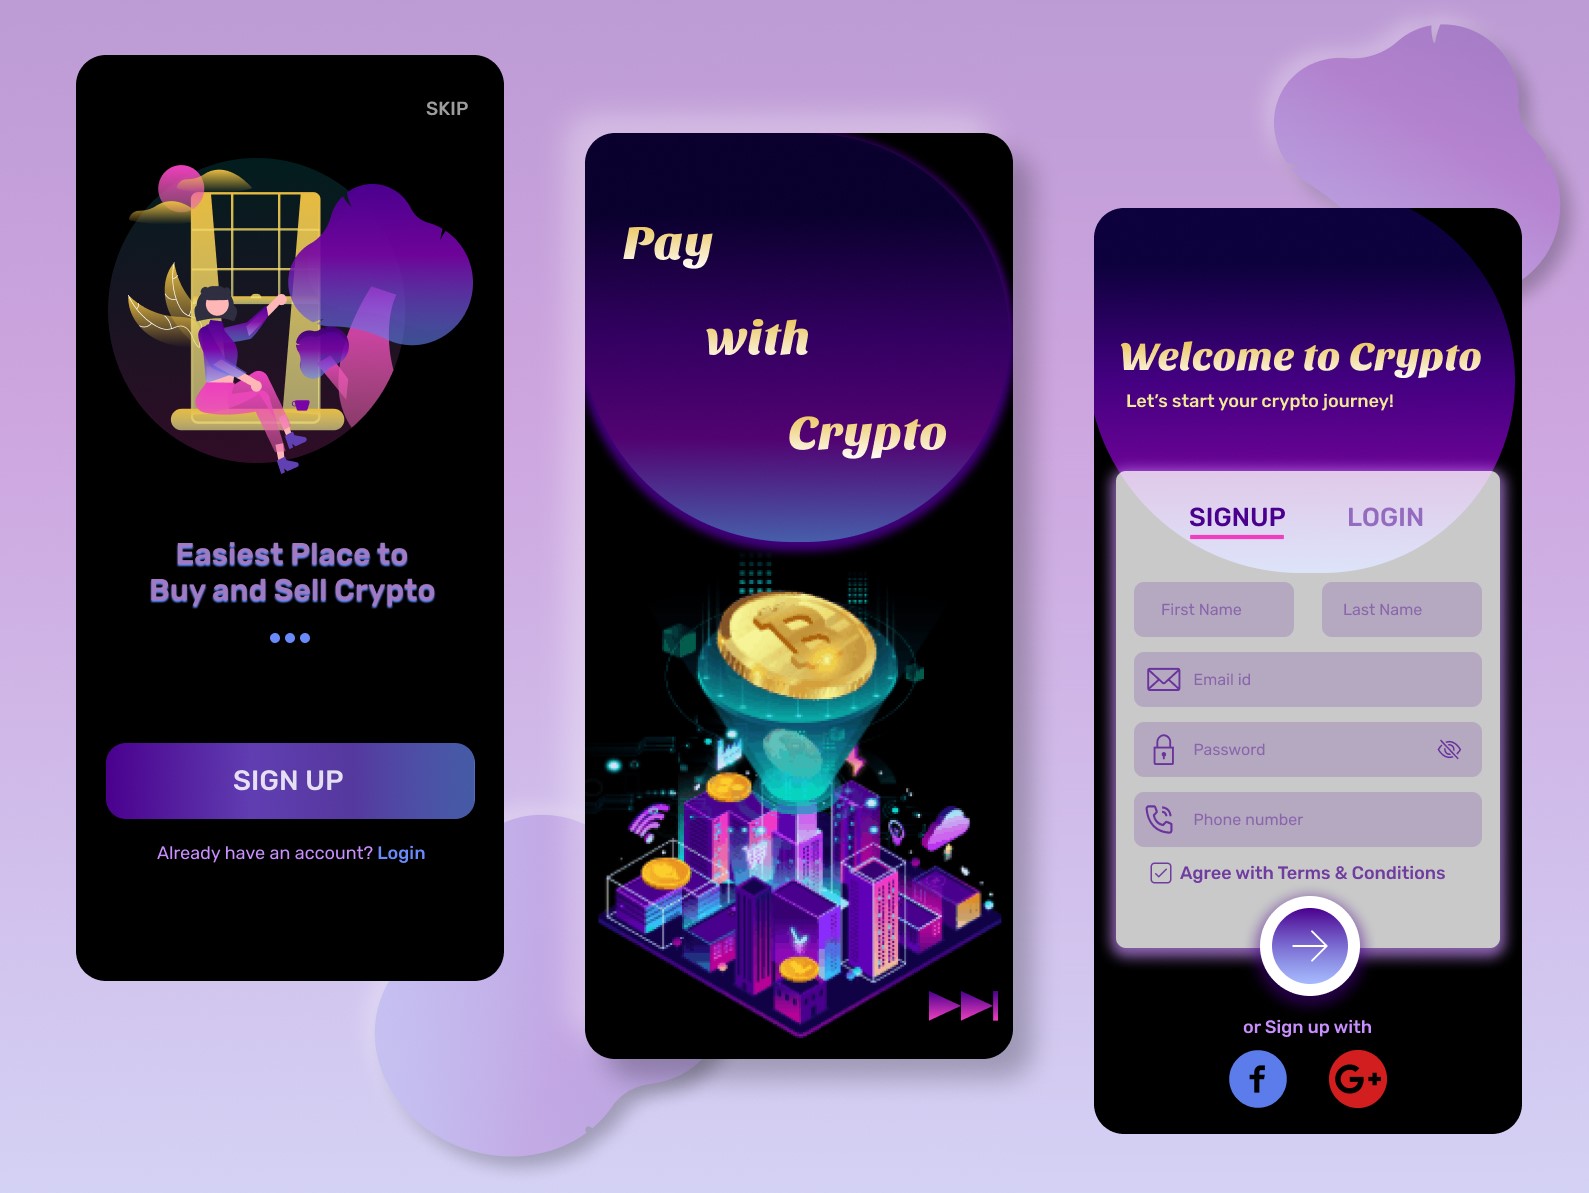 SKIP
Easiest Place to
Buy and Sell Crypto
SIGN UP
Already have an account? Login
Pay
with
Crypto
Welcome to Crypto
Let’s start your crypto journey!
SIGNUP LOGIN
First Name Last Name
Email id
Password
Phone number
Agree with Terms & Conditions
or Sign up with
f G+